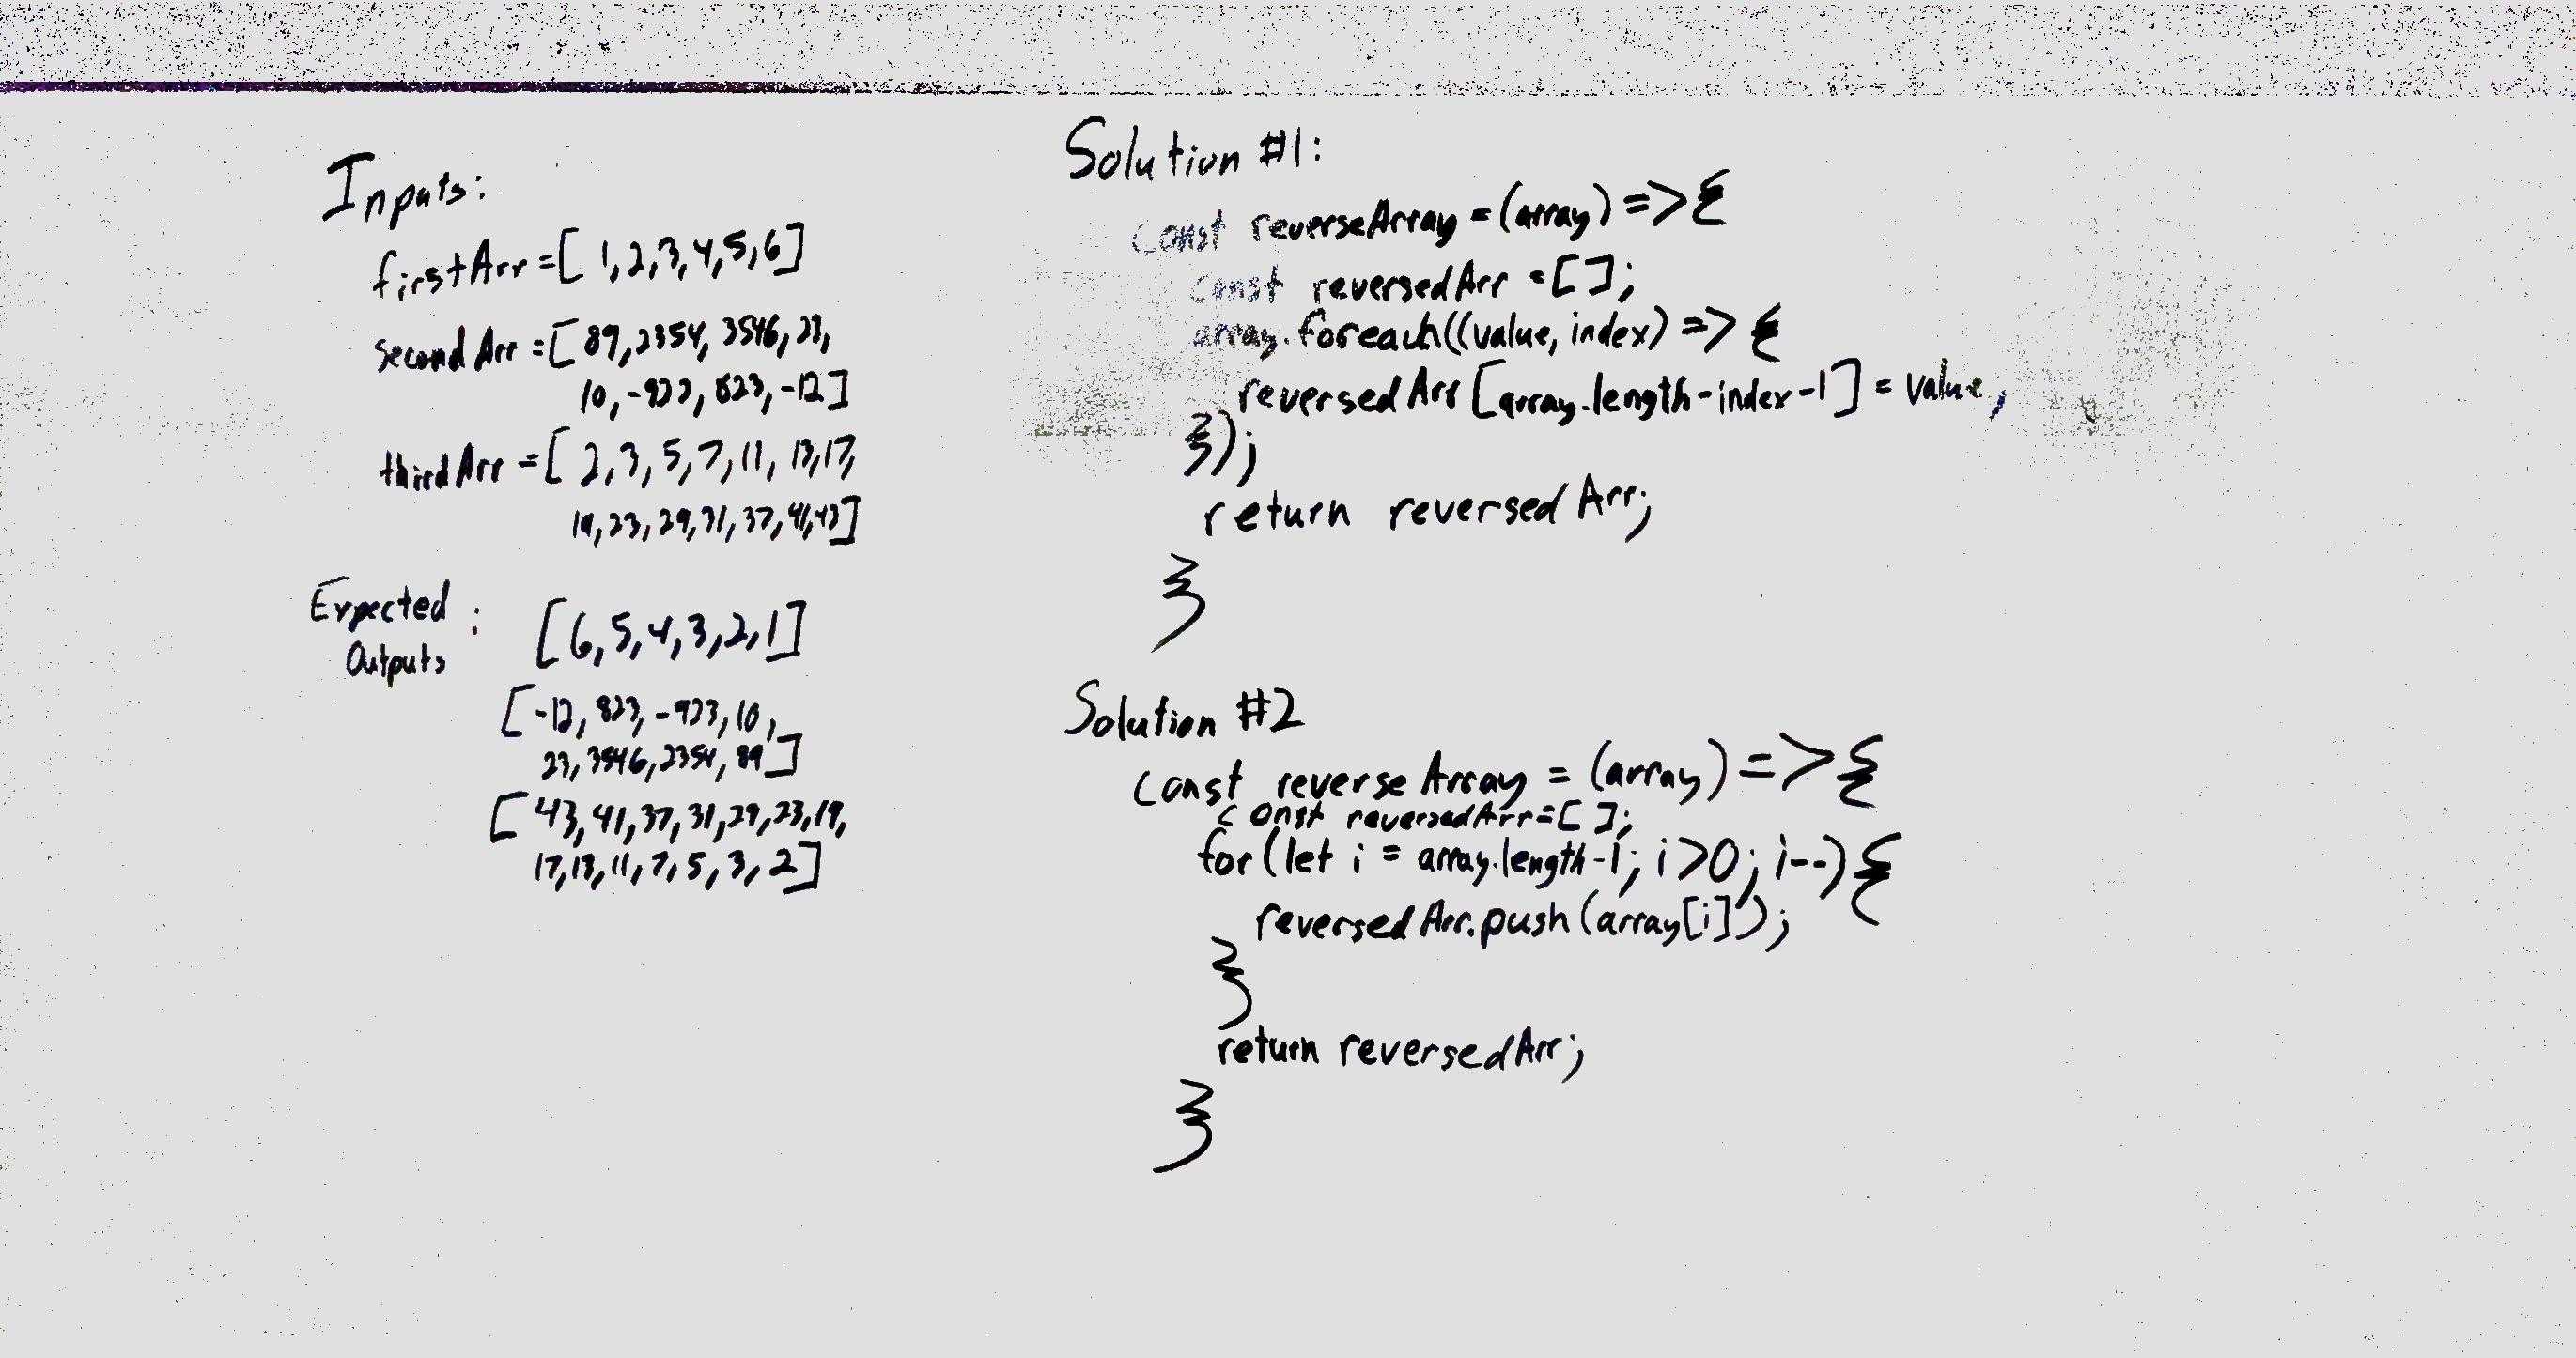 Inputs:
firstArr = [ 1,2,3,4,5,6]
secondArr = [ 89,2354, 3546,23,
10,-923, 823, -12]
thirdArr = [ 2,3,5,7,11, 13,17,
19,23,29,31,37,41,43]
Expected
Outputs :
[6,5,4,3,2,1]
[-12, 823, -923, 10,
23, 3546, 2354, 89]
[ 43,41,37,31,29,23,19,
17,13,11,7,5,3,2]
Solution #1:
const reverseArray = (array) => {
const reversedArr = [ ];
array.foreach((value, index) => {
reversedArr [array.length-index-1] = value;
});
return reversedArr;
}
Solution #2
const reverseArray = (array) => {
const reversedArr = [ ];
for (let i = array.length-1; i>0; i--) {
reversedArr.push(array[i]);
}
return reversedArr;
}